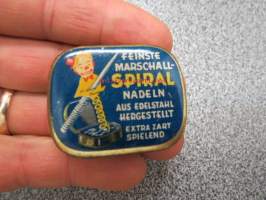 FEINSTE
MARSCHALL-
SPIRAL
NADELN
AUS EDELSTAHL
HERGESTELLT
EXTRA ZART
SPIELEND